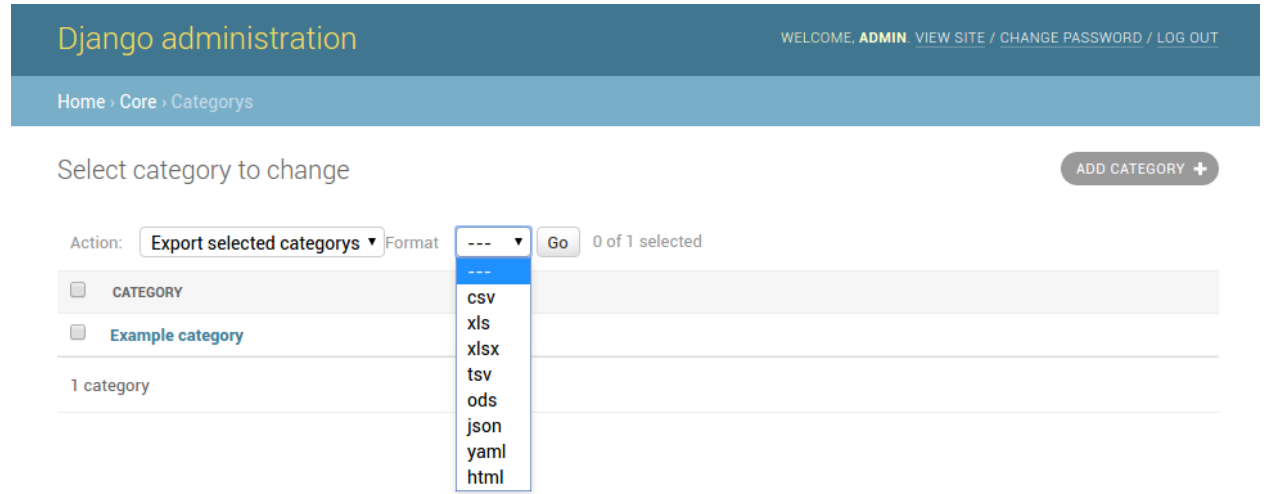 Django administration
WELCOME, ADMIN. VIEW SITE / CHANGE PASSWORD / LOG OUT
Home › Core › Categorys
Select category to change
ADD CATEGORY +
Action: Export selected categorys Format --- Go 0 of 1 selected
---
csv
xls
xlsx
tsv
ods
json
yaml
html
CATEGORY
Example category
1 category